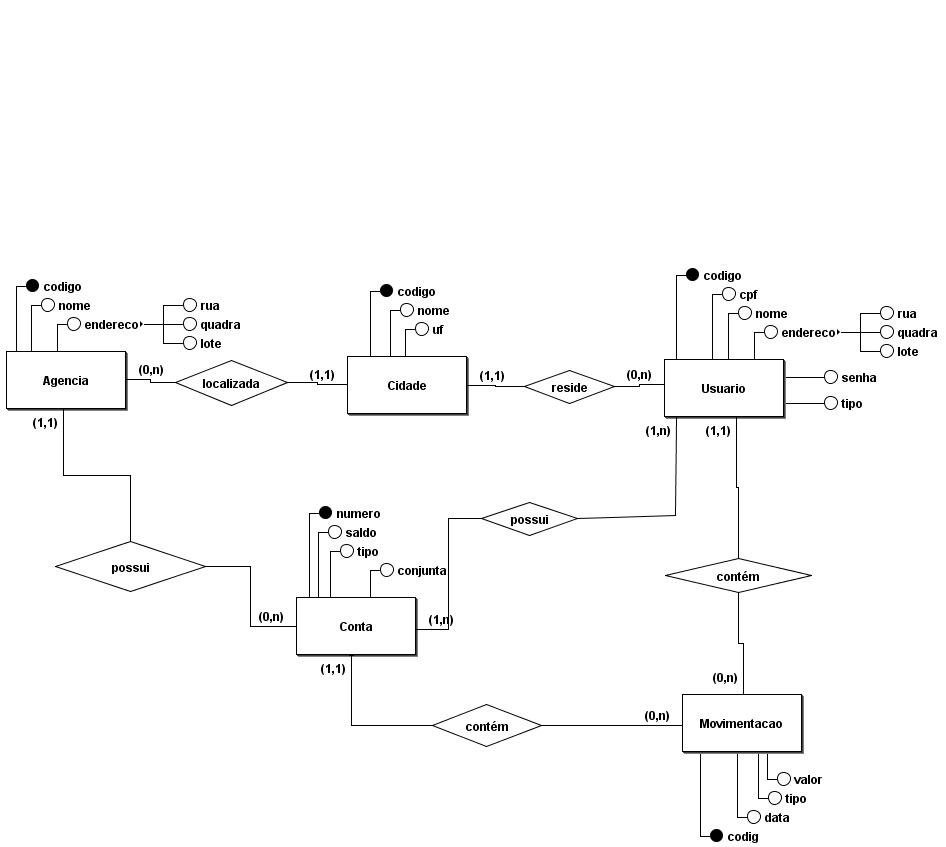 codigo
nome
endereco
rua
quadra
lote
Agencia
(0,n)
localizada
(1,1)
codigo
nome
uf
Cidade
(1,1)
reside
(0,n)
codigo
cpf
nome
endereco
rua
quadra
lote
Usuario
senha
tipo
(1,1)
(1,n)
(1,1)
possui
numero
saldo
tipo
conjunta
possui
contém
(0,n)
Conta
(1,n)
(1,1)
contém
(0,n)
(0,n)
Movimentacao
valor
tipo
data
codig